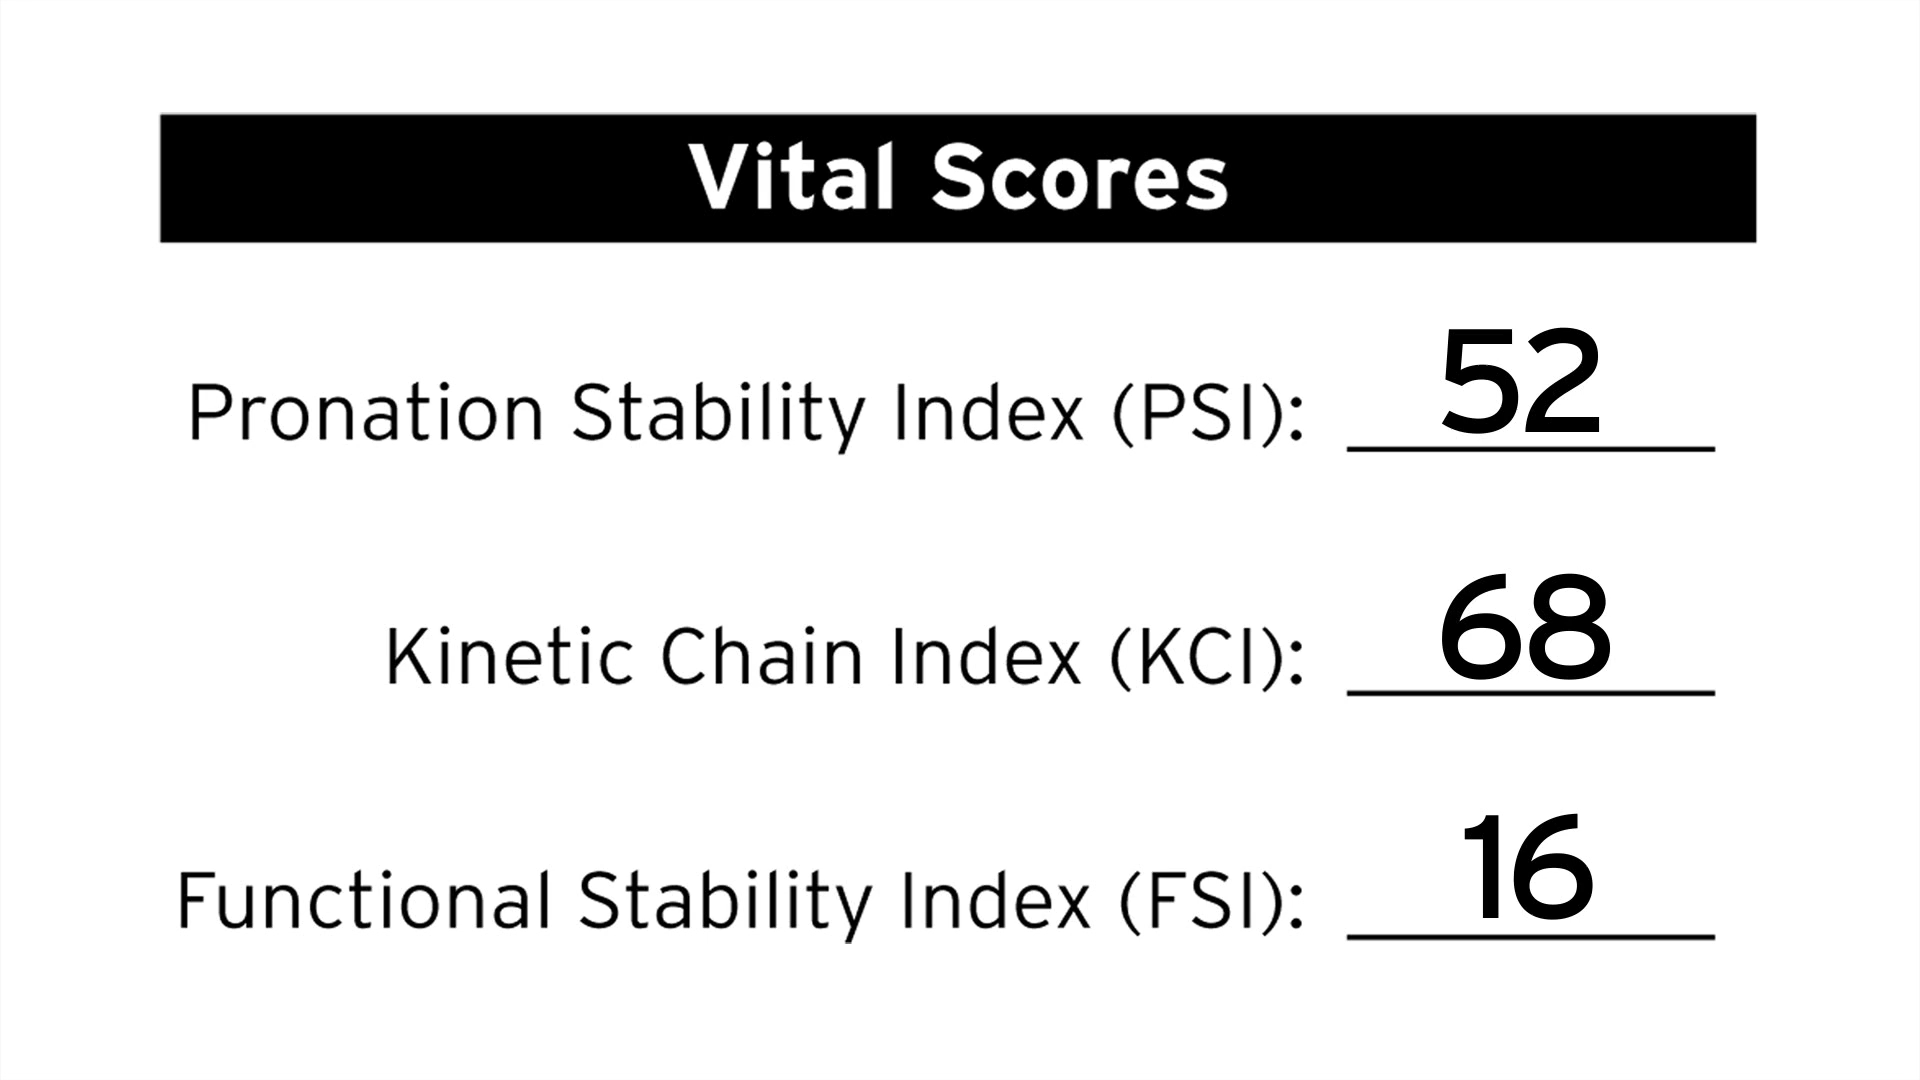 Vital Scores
Pronation Stability Index (PSI): 52
Kinetic Chain Index (KCI): 68
Functional Stability Index (FSI): 16